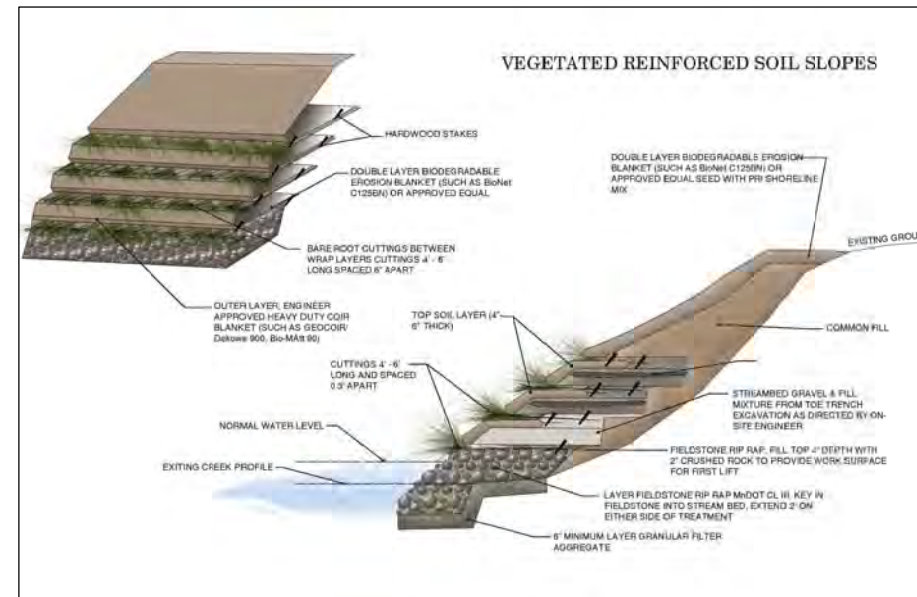 VEGETATED REINFORCED SOIL SLOPES
HARDWOOD STAKES
DOUBLE LAYER BIODEGRADABLE
EROSION BLANKET (SUCH AS BioNet
C125BN) OR APPROVED EQUAL
BARE ROOT CUTTINGS BETWEEN
WRAP LAYERS CUTTINGS 4' - 6'
LONG SPACED 6" APART
OUTER LAYER, ENGINEER
APPROVED HEAVY DUTY COIR
BLANKET (SUCH AS GEOCOIR/
Dekowe 900, Bio-MAtt 90)
DOUBLE LAYER BIODEGRADABLE EROSION
BLANKET (SUCH AS BioNet C125BN) OR
APPROVED EQUAL SEED WITH PRI SHORELINE
MIX
EXISTING GROU
TOP SOIL LAYER (4"
6" THICK)
COMMON FILL
CUTTINGS 4' -6'
LONG AND SPACED
0.5' APART
STREAMBED GRAVEL & FILL
MIXTURE FROM TOE TRENCH
EXCAVATION AS DIRECTED BY ON-
SITE ENGINEER
NORMAL WATER LEVEL
FIELDSTONE RIP RAP, FILL TOP 4" DEPTH WITH
2" CRUSHED ROCK TO PROVIDE WORK SURFACE
FOR FIRST LIFT
EXITING CREEK PROFILE
LAYER FIELDSTONE RIP RAP MnDOT CL III, KEY IN
FIELDSTONE INTO STREAM BED, EXTEND 2' ON
EITHER SIDE OF TREATMENT
6" MINIMUM LAYER GRANULAR FILTER
AGGREGATE